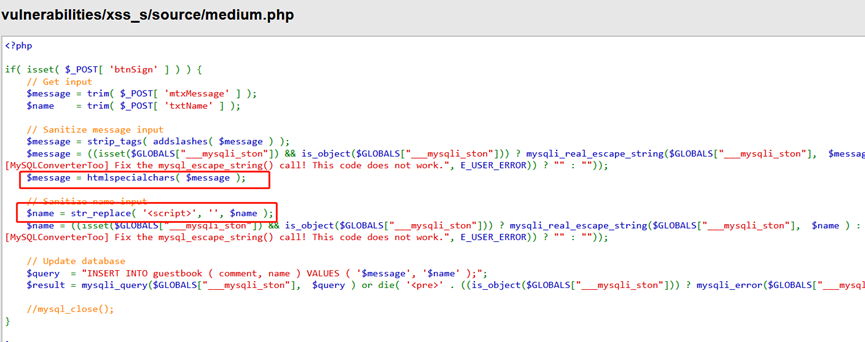 vulnerabilities/xss_s/source/medium.php
<?php
if( isset( $_POST[ 'btnSign' ] ) ) {
// Get input
$message = trim( $_POST[ 'mtxMessage' ] );
$name = trim( $_POST[ 'txtName' ] );
// Sanitize message input
$message = strip_tags( addslashes( $message ) );
$message = ((isset($GLOBALS["___mysqli_ston"]) && is_object($GLOBALS["___mysqli_ston"])) ? mysqli_real_escape_string($GLOBALS["___mysqli_ston"], $messag
[MySQLConverterToo] Fix the mysql_escape_string() call! This code does not work.", E_USER_ERROR)) ? "" : ""));
$message = htmlspecialchars( $message );
// Sanitize name input
$name = str_replace( '<script>', '', $name );
$name = ((isset($GLOBALS["___mysqli_ston"]) && is_object($GLOBALS["___mysqli_ston"])) ? mysqli_real_escape_string($GLOBALS["___mysqli_ston"], $name ) :
[MySQLConverterToo] Fix the mysql_escape_string() call! This code does not work.", E_USER_ERROR)) ? "" : ""));
// Update database
$query = "INSERT INTO guestbook ( comment, name ) VALUES ( '$message', '$name' );";
$result = mysqli_query($GLOBALS["___mysqli_ston"], $query ) or die( '<pre>' . ((is_object($GLOBALS["___mysqli_ston"])) ? mysqli_error($GLOBALS["___mysq
//mysql_close();
}